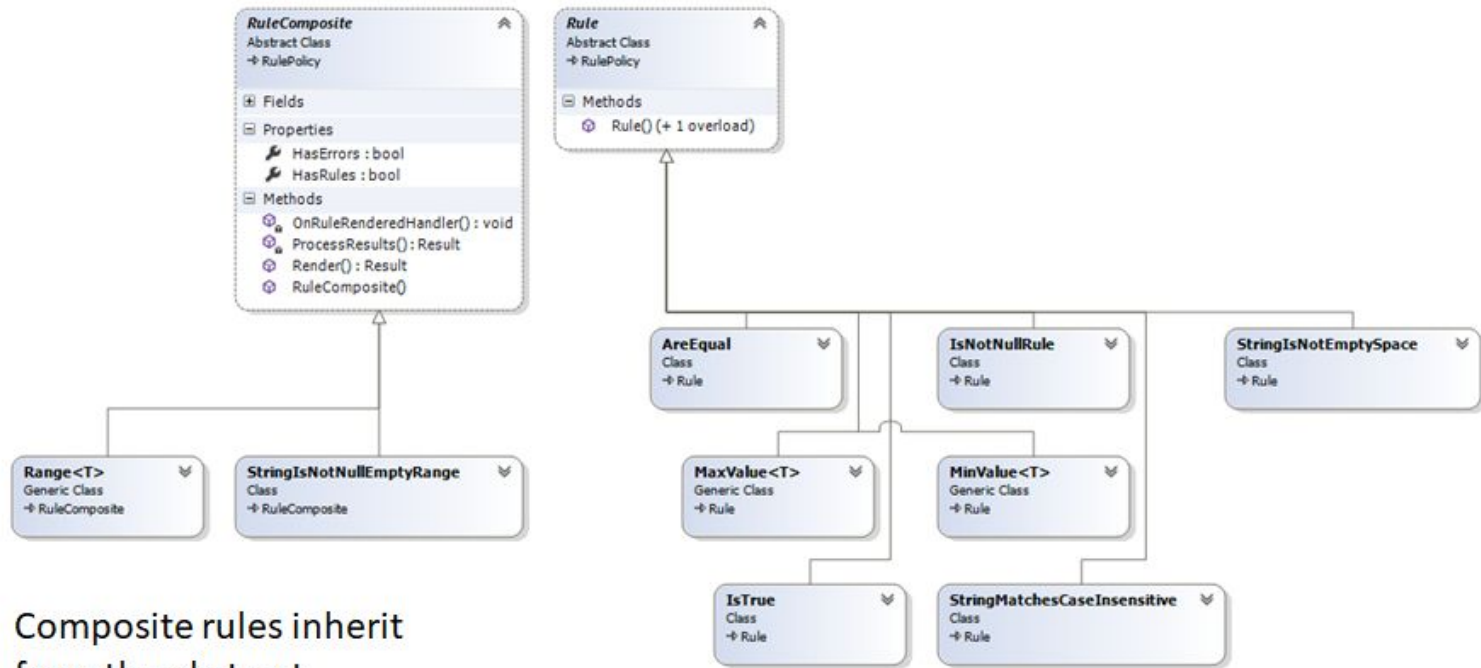 RuleComposite
Abstract Class
RulePolicy
Fields
Properties
HasErrors : bool
HasRules : bool
Methods
OnRuleRenderedHandler() : void
ProcessResults() : Result
Render() : Result
RuleComposite()
Rule
Abstract Class
RulePolicy
Methods
Rule() (+ 1 overload)
AreEqual
Class
Rule
IsNotNullRule
Class
Rule
StringIsNotEmptySpace
Class
Rule
Range<T>
Generic Class
RuleComposite
StringIsNotNullEmptyRange
Class
RuleComposite
MaxValue<T>
Generic Class
Rule
MinValue<T>
Generic Class
Rule
IsTrue
Class
Rule
StringMatchesCaseInsensitive
Class
Rule
Composite rules inherit